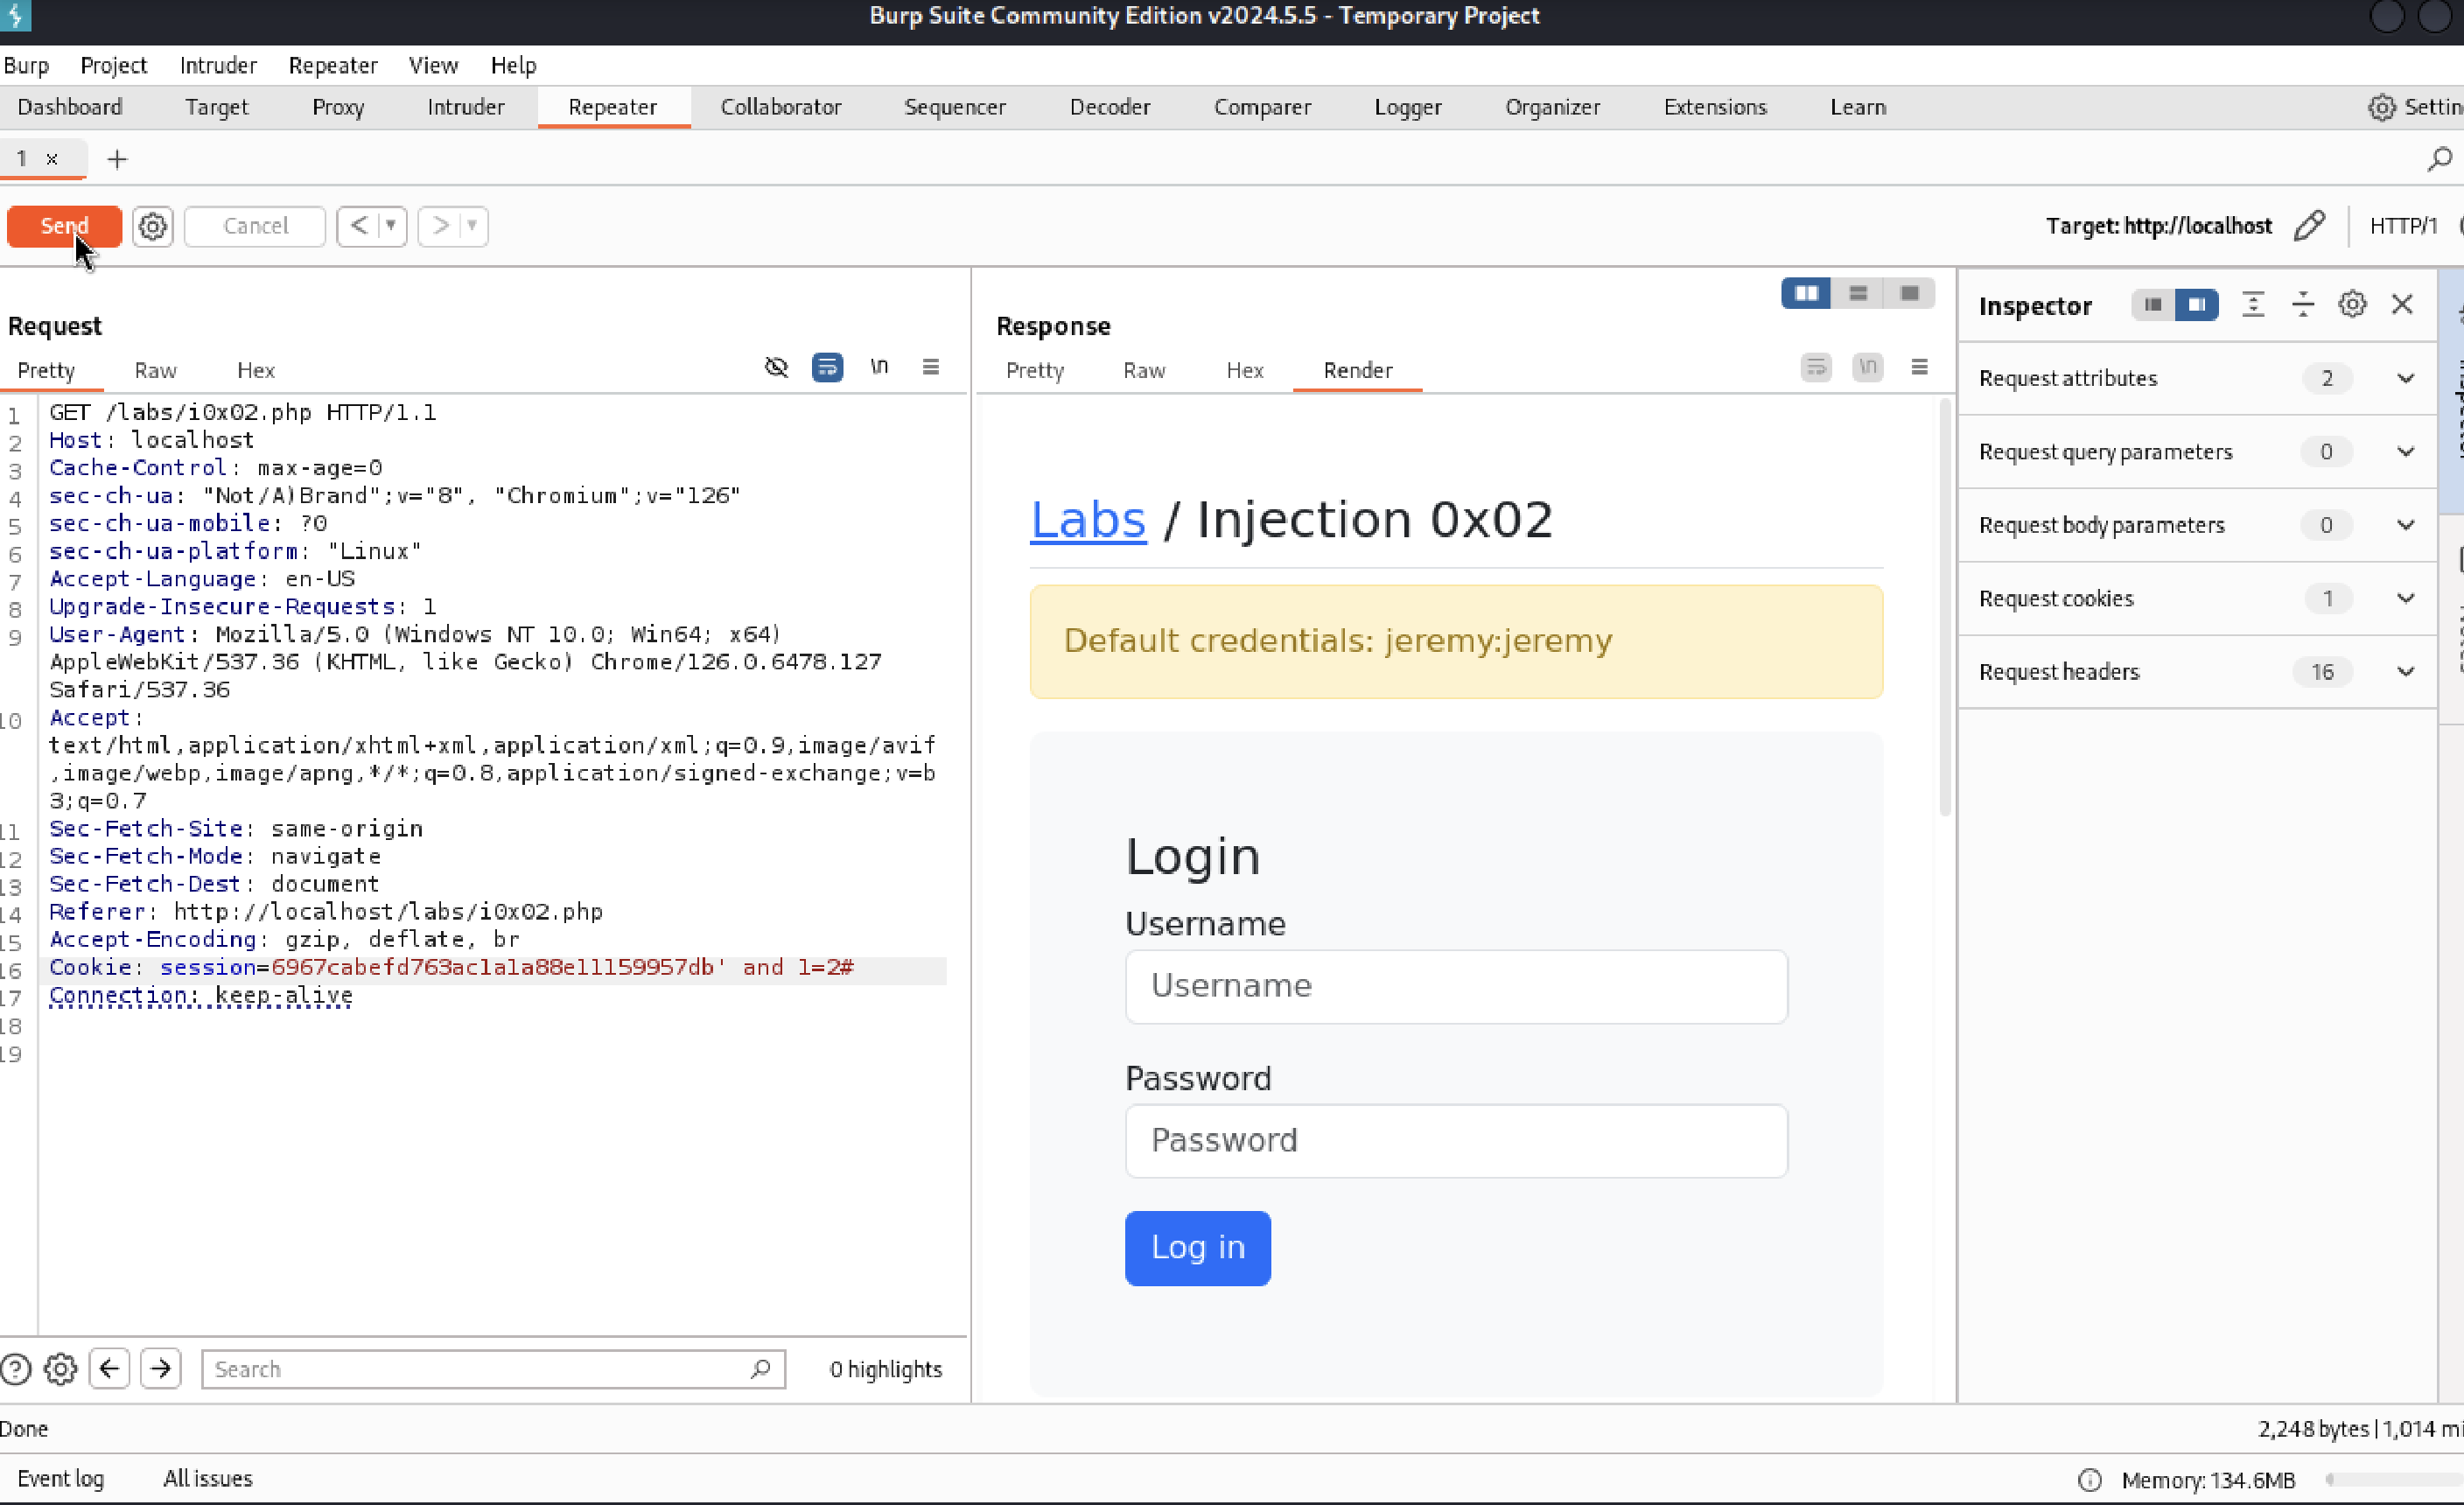 Burp Suite Community Edition v2024.5.5 - Temporary Project
Burp Project Intruder Repeater View Help
Dashboard Target Proxy Intruder Repeater Collaborator Sequencer Decoder Comparer Logger Organizer Extensions Learn Settin
1 × +
Send Cancel < > Target: http://localhost HTTP/1
Request
Pretty Raw Hex \n
1 GET /labs/i0x02.php HTTP/1.1
2 Host: localhost
3 Cache-Control: max-age=0
4 sec-ch-ua: "Not/A)Brand";v="8", "Chromium";v="126"
5 sec-ch-ua-mobile: ?0
6 sec-ch-ua-platform: "Linux"
7 Accept-Language: en-US
8 Upgrade-Insecure-Requests: 1
9 User-Agent: Mozilla/5.0 (Windows NT 10.0; Win64; x64)
AppleWebKit/537.36 (KHTML, like Gecko) Chrome/126.0.6478.127
Safari/537.36
10 Accept:
text/html,application/xhtml+xml,application/xml;q=0.9,image/avif
,image/webp,image/apng,*/*;q=0.8,application/signed-exchange;v=b
3;q=0.7
11 Sec-Fetch-Site: same-origin
12 Sec-Fetch-Mode: navigate
13 Sec-Fetch-Dest: document
14 Referer: http://localhost/labs/i0x02.php
15 Accept-Encoding: gzip, deflate, br
16 Cookie: session=6967cabefd763ac1a1a88e11159957db' and 1=2#
17 Connection: keep-alive
18
19
Search 0 highlights
Response
Pretty Raw Hex Render \n
Labs / Injection 0x02
Default credentials: jeremy:jeremy
Login
Username
Username
Password
Password
Log in
Inspector
Request attributes 2
Request query parameters 0
Request body parameters 0
Request cookies 1
Request headers 16
Done 2,248 bytes | 1,014 mi
Event log All issues Memory: 134.6MB